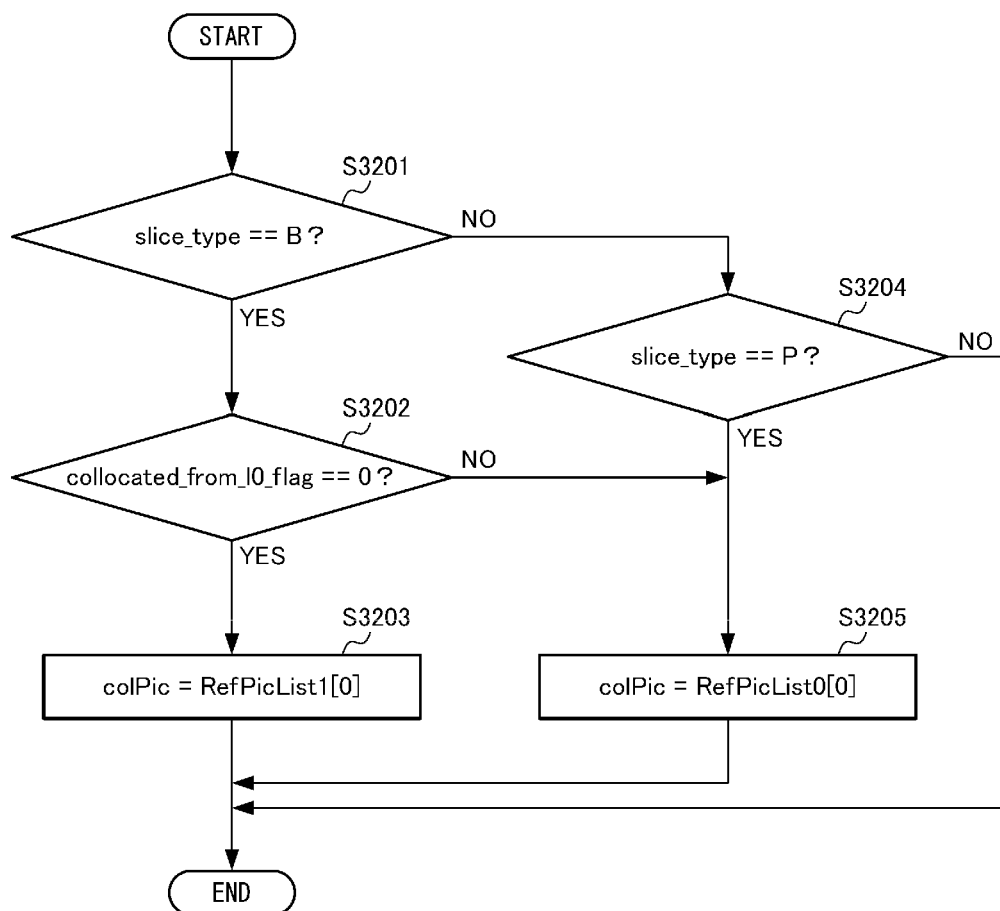 START
S3201
slice_type == B?
NO
YES
S3204
slice_type == P?
NO
YES
S3202
collocated_from_l0_flag == 0?
NO
YES
S3203
colPic = RefPicList1[0]
S3205
colPic = RefPicList0[0]
END